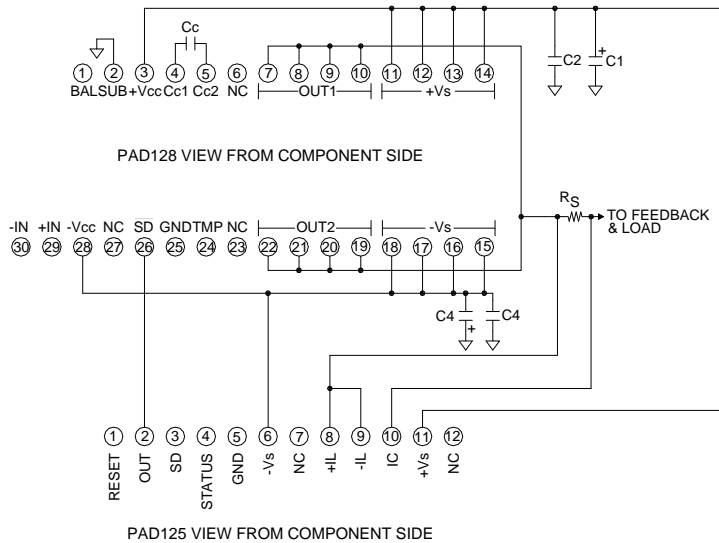 Cc
C2 + C1
1 2 3 4 5 6 7 8 9 10 11 12 13 14
BAL SUB +Vcc Cc1 Cc2 NC OUT1 +Vs
PAD128 VIEW FROM COMPONENT SIDE
RS
TO FEEDBACK
& LOAD
-IN +IN -Vcc NC SD GND TMP NC OUT2 -Vs
30 29 28 27 26 25 24 23 22 21 20 19 18 17 16 15
C4 + C4
1 2 3 4 5 6 7 8 9 10 11 12
RESET OUT SD STATUS GND -Vs NC +IL -IL IC +Vs NC
PAD125 VIEW FROM COMPONENT SIDE